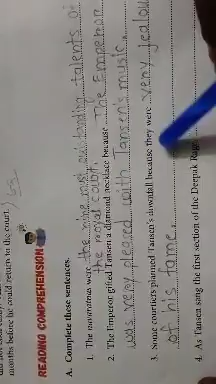 months before he could return to the court.
READING COMPREHENSION
A. Complete these sentences.
1. The navaratnas were the nine most outstanding talents of
the royal court.
2. The Emperor gifted Tansen a diamond necklace because The Emperor
was very pleased with Tansen's music.
3. Some courtiers planned Tansen's downfall because they were very jealous
of his fame.
4. As Tansen sang the first section of the Deepak Raga